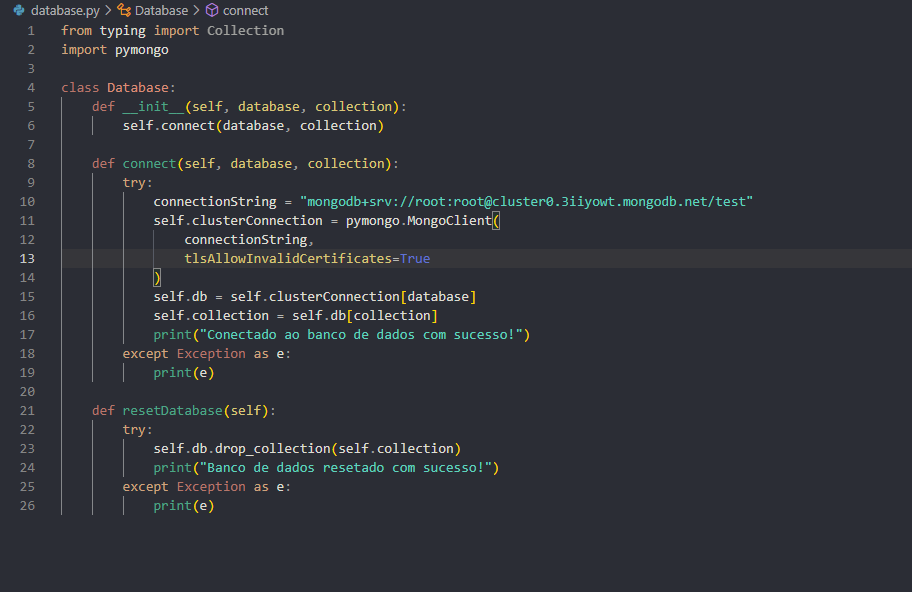 database.py > Database > connect
1 from typing import Collection
2 import pymongo
3
4 class Database:
5     def __init__(self, database, collection):
6         self.connect(database, collection)
7
8     def connect(self, database, collection):
9         try:
10             connectionString = "mongodb+srv://root:root@cluster0.3iiyowt.mongodb.net/test"
11             self.clusterConnection = pymongo.MongoClient(
12                 connectionString,
13                 tlsAllowInvalidCertificates=True
14             )
15             self.db = self.clusterConnection[database]
16             self.collection = self.db[collection]
17             print("Conectado ao banco de dados com sucesso!")
18         except Exception as e:
19             print(e)
20
21     def resetDatabase(self):
22         try:
23             self.db.drop_collection(self.collection)
24             print("Banco de dados resetado com sucesso!")
25         except Exception as e:
26             print(e)